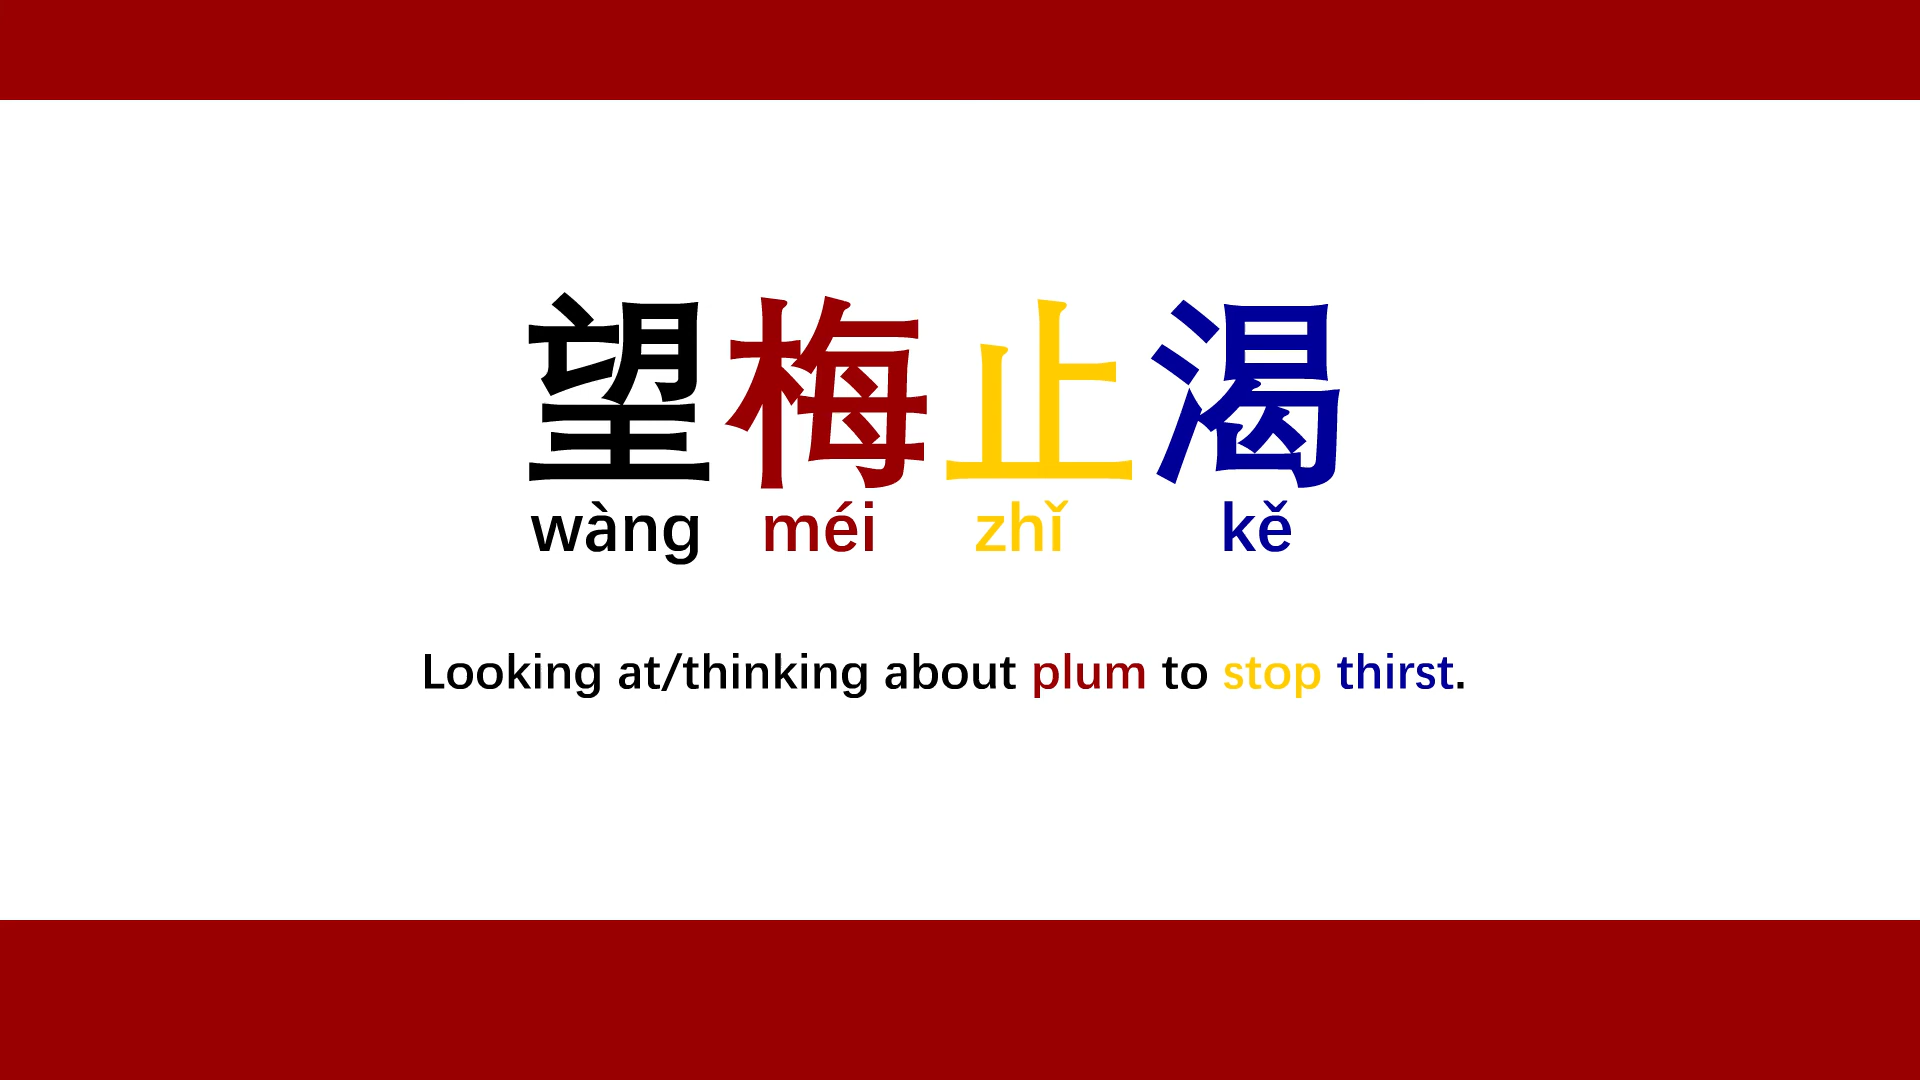 望梅止渴
wàng méi zhǐ kě
Looking at/thinking about plum to stop thirst.